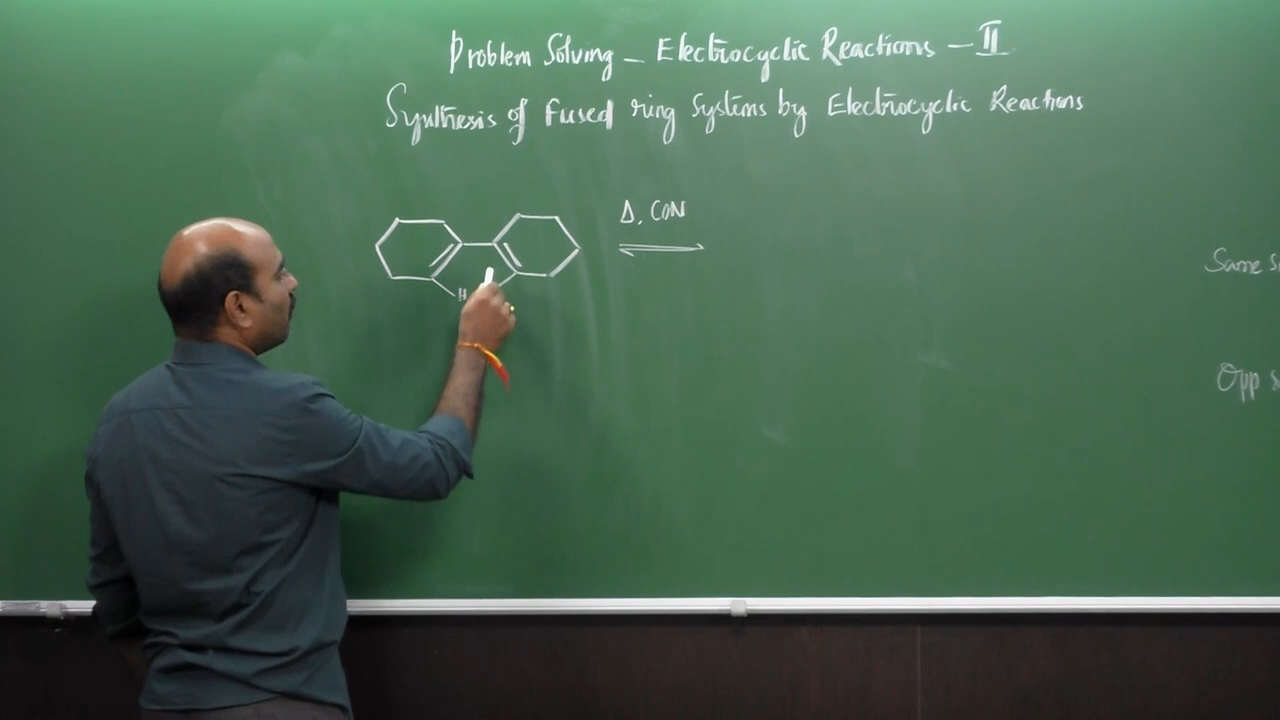 Problem Solving - Electrocyclic Reactions - II
Synthesis of Fused ring Systems by Electrocyclic Reactions
Δ, CON
H
Same
Opp